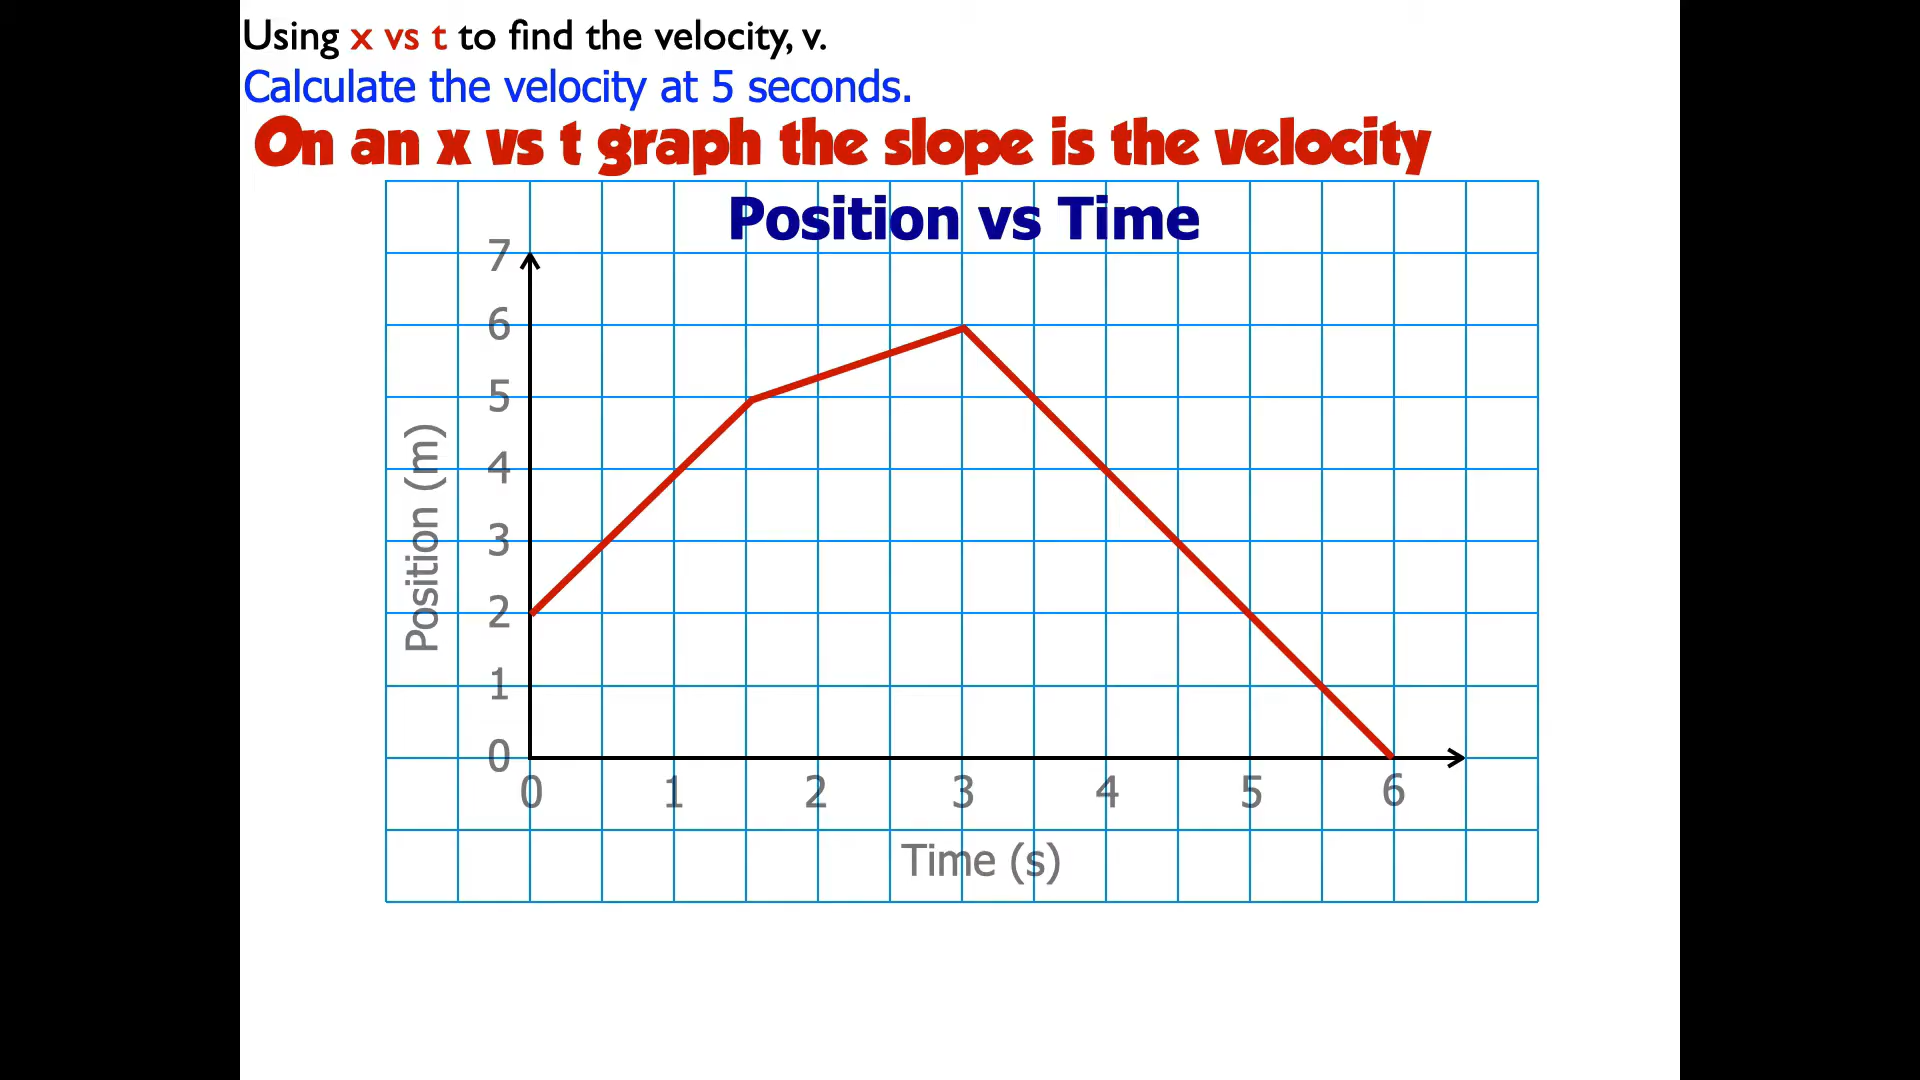 Using x vs t to find the velocity, v.
Calculate the velocity at 5 seconds.
On an x vs t graph the slope is the velocity
Position vs Time
7
6
5
4
3
2
1
0
Position (m)
0 1 2 3 4 5 6
Time (s)